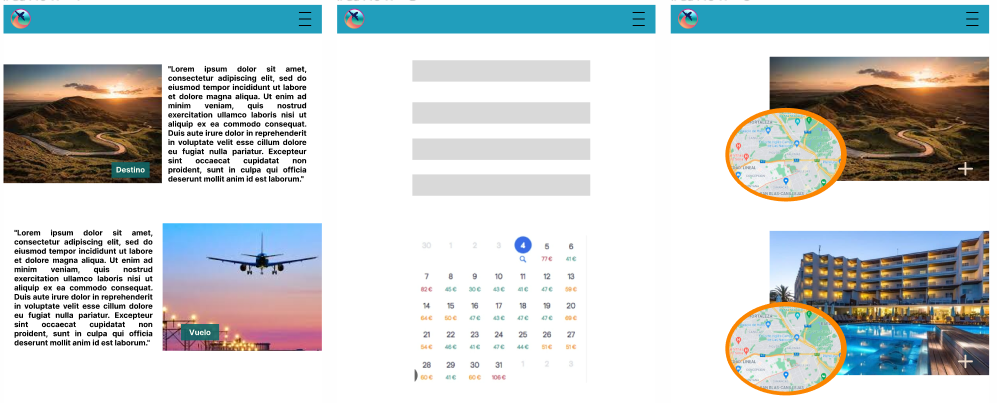 "Lorem ipsum dolor sit amet,
consectetur adipiscing elit, sed do
eiusmod tempor incididunt ut labore
et dolore magna aliqua. Ut enim ad
minim veniam, quis nostrud
exercitation ullamco laboris nisi ut
aliquip ex ea commodo consequat.
Duis aute irure dolor in reprehenderit
in voluptate velit esse cillum dolore
eu fugiat nulla pariatur. Excepteur
sint occaecat cupidatat non
proident, sunt in culpa qui officia
deserunt mollit anim id est laborum."
Destino
"Lorem ipsum dolor sit amet,
consectetur adipiscing elit, sed do
eiusmod tempor incididunt ut labore
et dolore magna aliqua. Ut enim ad
minim veniam, quis nostrud
exercitation ullamco laboris nisi ut
aliquip ex ea commodo consequat.
Duis aute irure dolor in reprehenderit
in voluptate velit esse cillum dolore
eu fugiat nulla pariatur. Excepteur
sint occaecat cupidatat non
proident, sunt in culpa qui officia
deserunt mollit anim id est laborum."
Vuelo
30 1 2 3 4 5 6
77 € 41 €
7 8 9 10 11 12 13
82 € 45 € 30 € 43 € 41 € 47 €
14 15 16 17 18 19 20
64 € 50 € 47 € 43 € 47 € 47 €
21 22 23 24 25 26 27
54 € 46 € 41 € 47 € 44 € 51 € 51 €
28 29 30 31 1 2 3
60 € 41 € 60 € 106 €